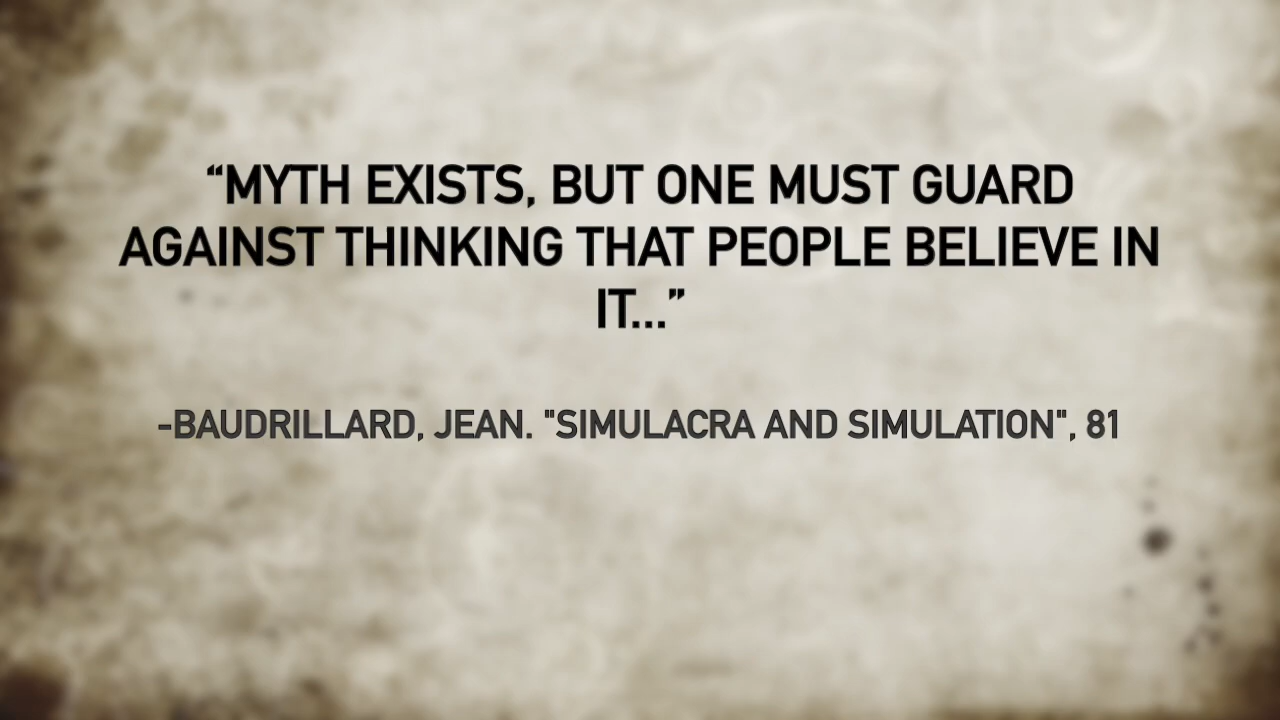 “MYTH EXISTS, BUT ONE MUST GUARD
AGAINST THINKING THAT PEOPLE BELIEVE IN
IT...”
-BAUDRILLARD, JEAN. "SIMULACRA AND SIMULATION", 81